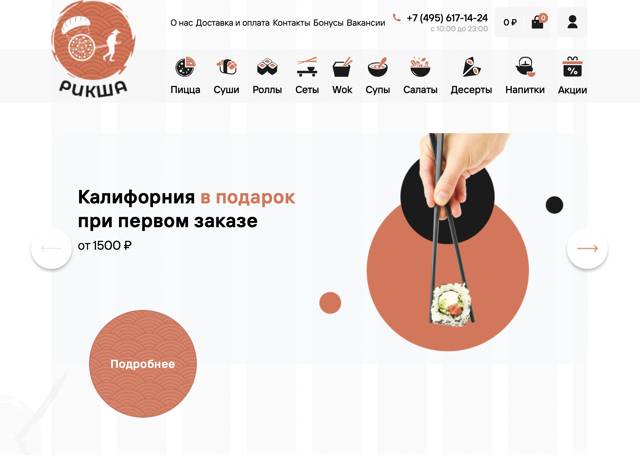 О нас Доставка и оплата Контакты Бонусы Вакансии
+7 (495) 617-14-24
с 10:00 до 23:00
0 ₽
0
РИКША
Пицца Суши Роллы Сеты Wok Супы Салаты Десерты Напитки Акции
Калифорния в подарок
при первом заказе
от 1500 ₽
Подробнее